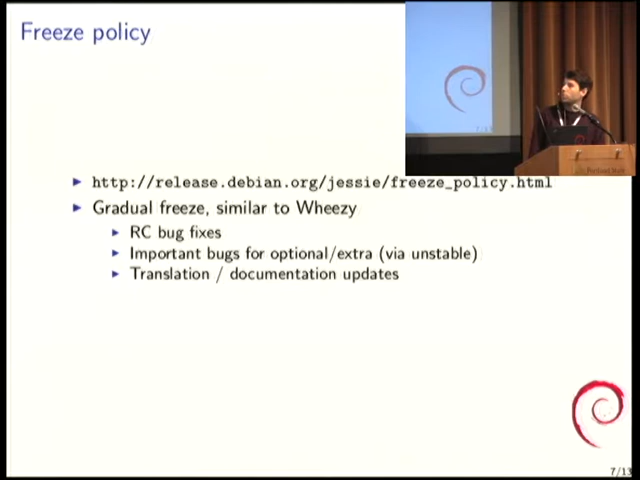 Freeze policy
http://release.debian.org/jessie/freeze_policy.html
Gradual freeze, similar to Wheezy
RC bug fixes
Important bugs for optional/extra (via unstable)
Translation / documentation updates
7/13